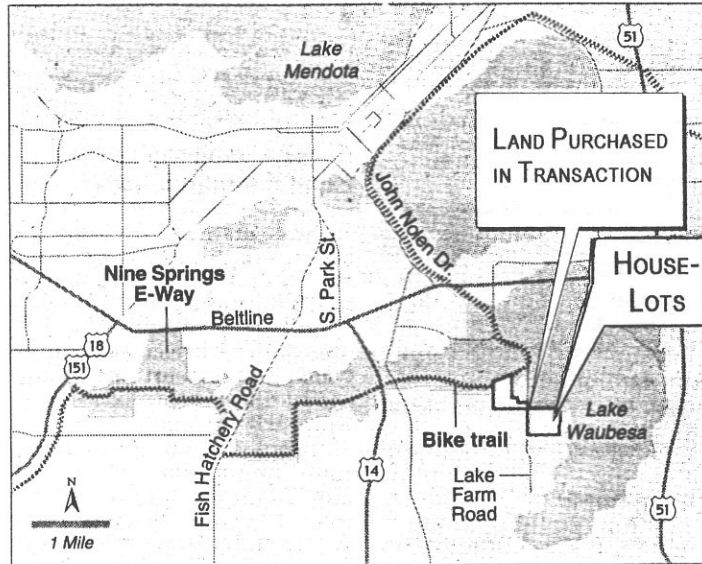 Lake
Mendota
51
LAND PURCHASED
IN TRANSACTION
John Nolen Dr.
HOUSE-
LOTS
S. Park St.
Nine Springs
E-Way
Beltline
18
151
Fish Hatchery Road
Bike trail
Lake
Waubesa
Lake
Farm
Road
14
51
N
1 Mile